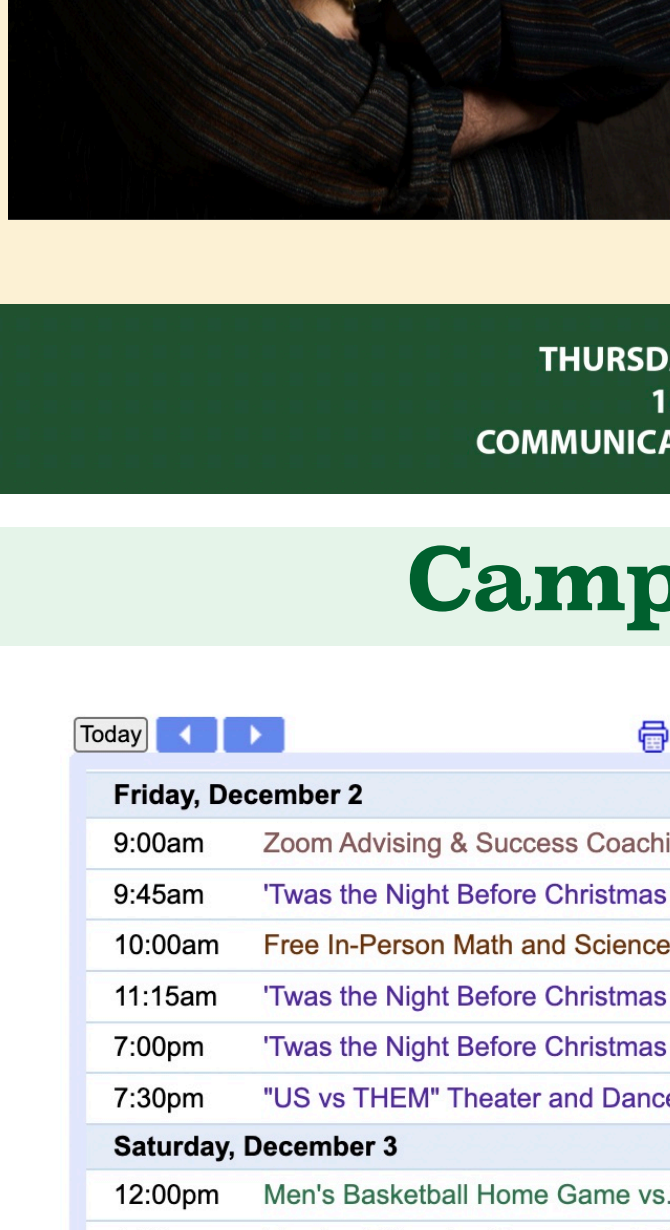 THURSD
1
COMMUNICA
Camp
Today
Friday, December 2
9:00am Zoom Advising & Success Coachi
9:45am 'Twas the Night Before Christmas
10:00am Free In-Person Math and Science
11:15am 'Twas the Night Before Christmas
7:00pm 'Twas the Night Before Christmas
7:30pm "US vs THEM" Theater and Dance
Saturday, December 3
12:00pm Men's Basketball Home Game vs.